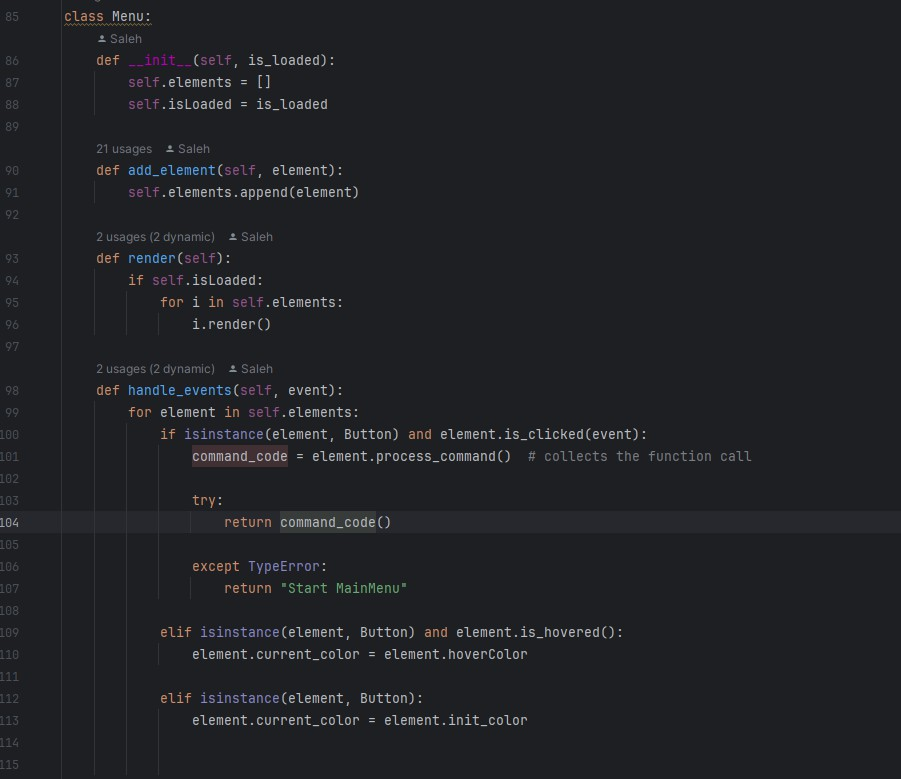 85 class Menu:
Saleh
86 def __init__(self, is_loaded):
87 self.elements = []
88 self.isLoaded = is_loaded
89
21 usages Saleh
90 def add_element(self, element):
91 self.elements.append(element)
92
2 usages (2 dynamic) Saleh
93 def render(self):
94 if self.isLoaded:
95 for i in self.elements:
96 i.render()
97
2 usages (2 dynamic) Saleh
98 def handle_events(self, event):
99 for element in self.elements:
100 if isinstance(element, Button) and element.is_clicked(event):
101 command_code = element.process_command() # collects the function call
102
103 try:
104 return command_code()
105
106 except TypeError:
107 return "Start MainMenu"
108
109 elif isinstance(element, Button) and element.is_hovered():
110 element.current_color = element.hoverColor
111
112 elif isinstance(element, Button):
113 element.current_color = element.init_color
114
115